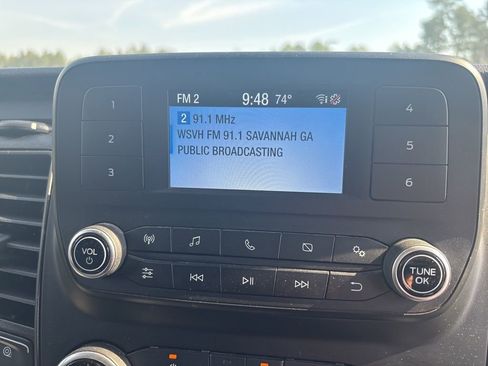 FM 2 9:48 74°
2 91.1 MHz
WSVH FM 91.1 SAVANNAH GA
PUBLIC BROADCASTING
1
2
3
4
5
6
VOL
TUNE
OK